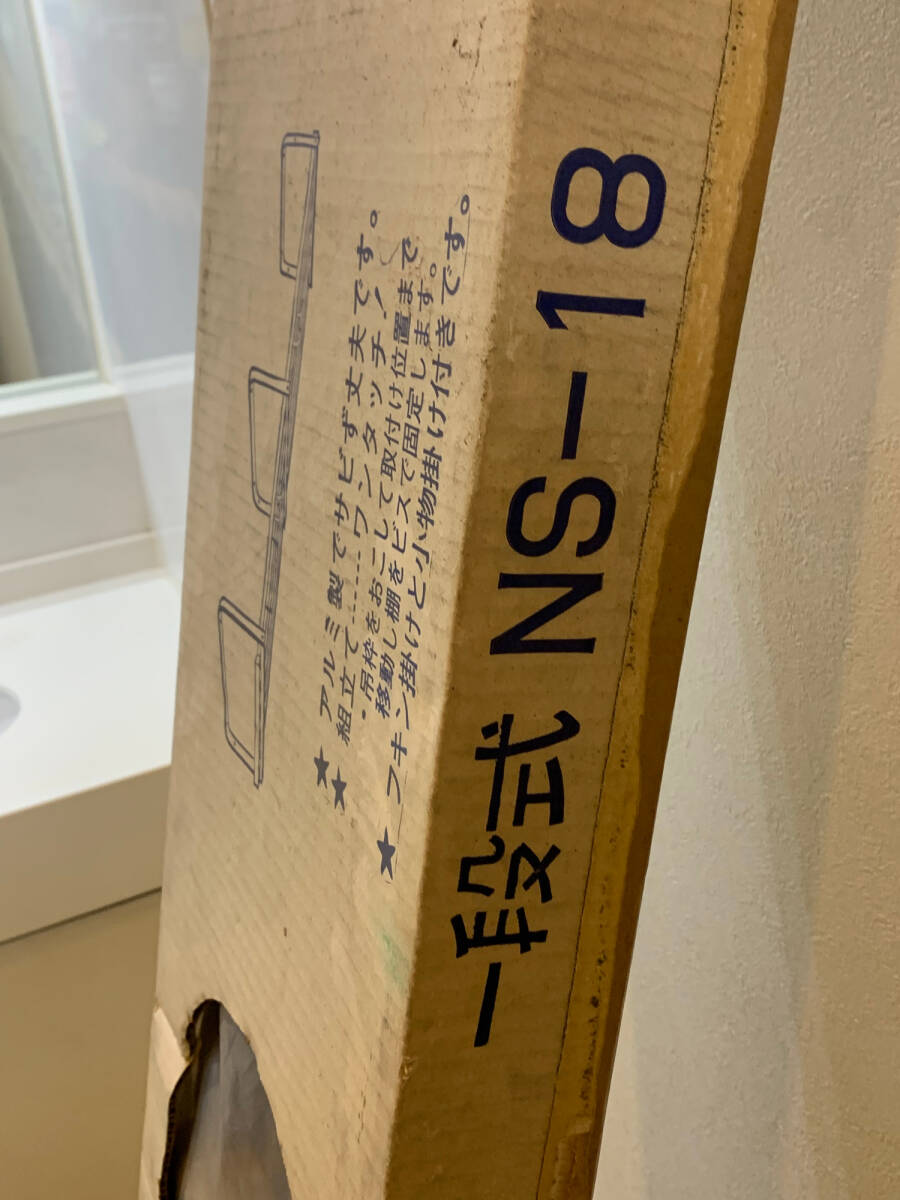 ★アルミ製でサビず丈夫です。
★組立て………ワンタッチ！
・吊枠をおこして取付け位置まで
移動し棚をビスで固定します。
★フキン掛けと小物掛け付きです。
一段式 NS-18